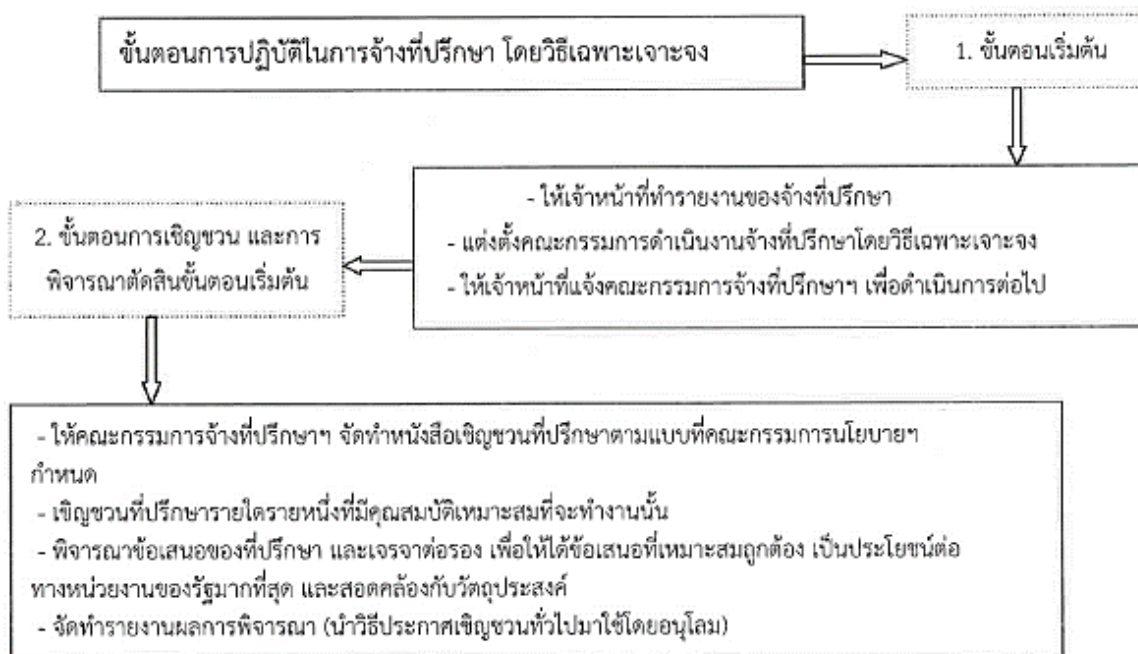 ขั้นตอนการปฏิบัติในการจ้างที่ปรึกษา โดยวิธีเฉพาะเจาะจง
1. ขั้นตอนเริ่มต้น
- ให้เจ้าหน้าที่ทำรายงานของจ้างที่ปรึกษา
- แต่งตั้งคณะกรรมการดำเนินงานจ้างที่ปรึกษาโดยวิธีเฉพาะเจาะจง
- ให้เจ้าหน้าที่แจ้งคณะกรรมการจ้างที่ปรึกษาฯ เพื่อดำเนินการต่อไป
2. ขั้นตอนการเชิญชวน และการ
พิจารณาตัดสินขั้นตอนเริ่มต้น
- ให้คณะกรรมการจ้างที่ปรึกษาฯ จัดทำหนังสือเชิญชวนที่ปรึกษาตามแบบที่คณะกรรมการนโยบายฯ
กำหนด
- เชิญชวนที่ปรึกษารายใดรายหนึ่งที่มีคุณสมบัติเหมาะสมที่จะทำงานนั้น
- พิจารณาข้อเสนอของที่ปรึกษา และเจรจาต่อรอง เพื่อให้ได้ข้อเสนอที่เหมาะสมถูกต้อง เป็นประโยชน์ต่อ
ทางหน่วยงานของรัฐมากที่สุด และสอดคล้องกับวัตถุประสงค์
- จัดทำรายงานผลการพิจารณา (นำวิธีประกาศเชิญชวนทั่วไปมาใช้โดยอนุโลม)